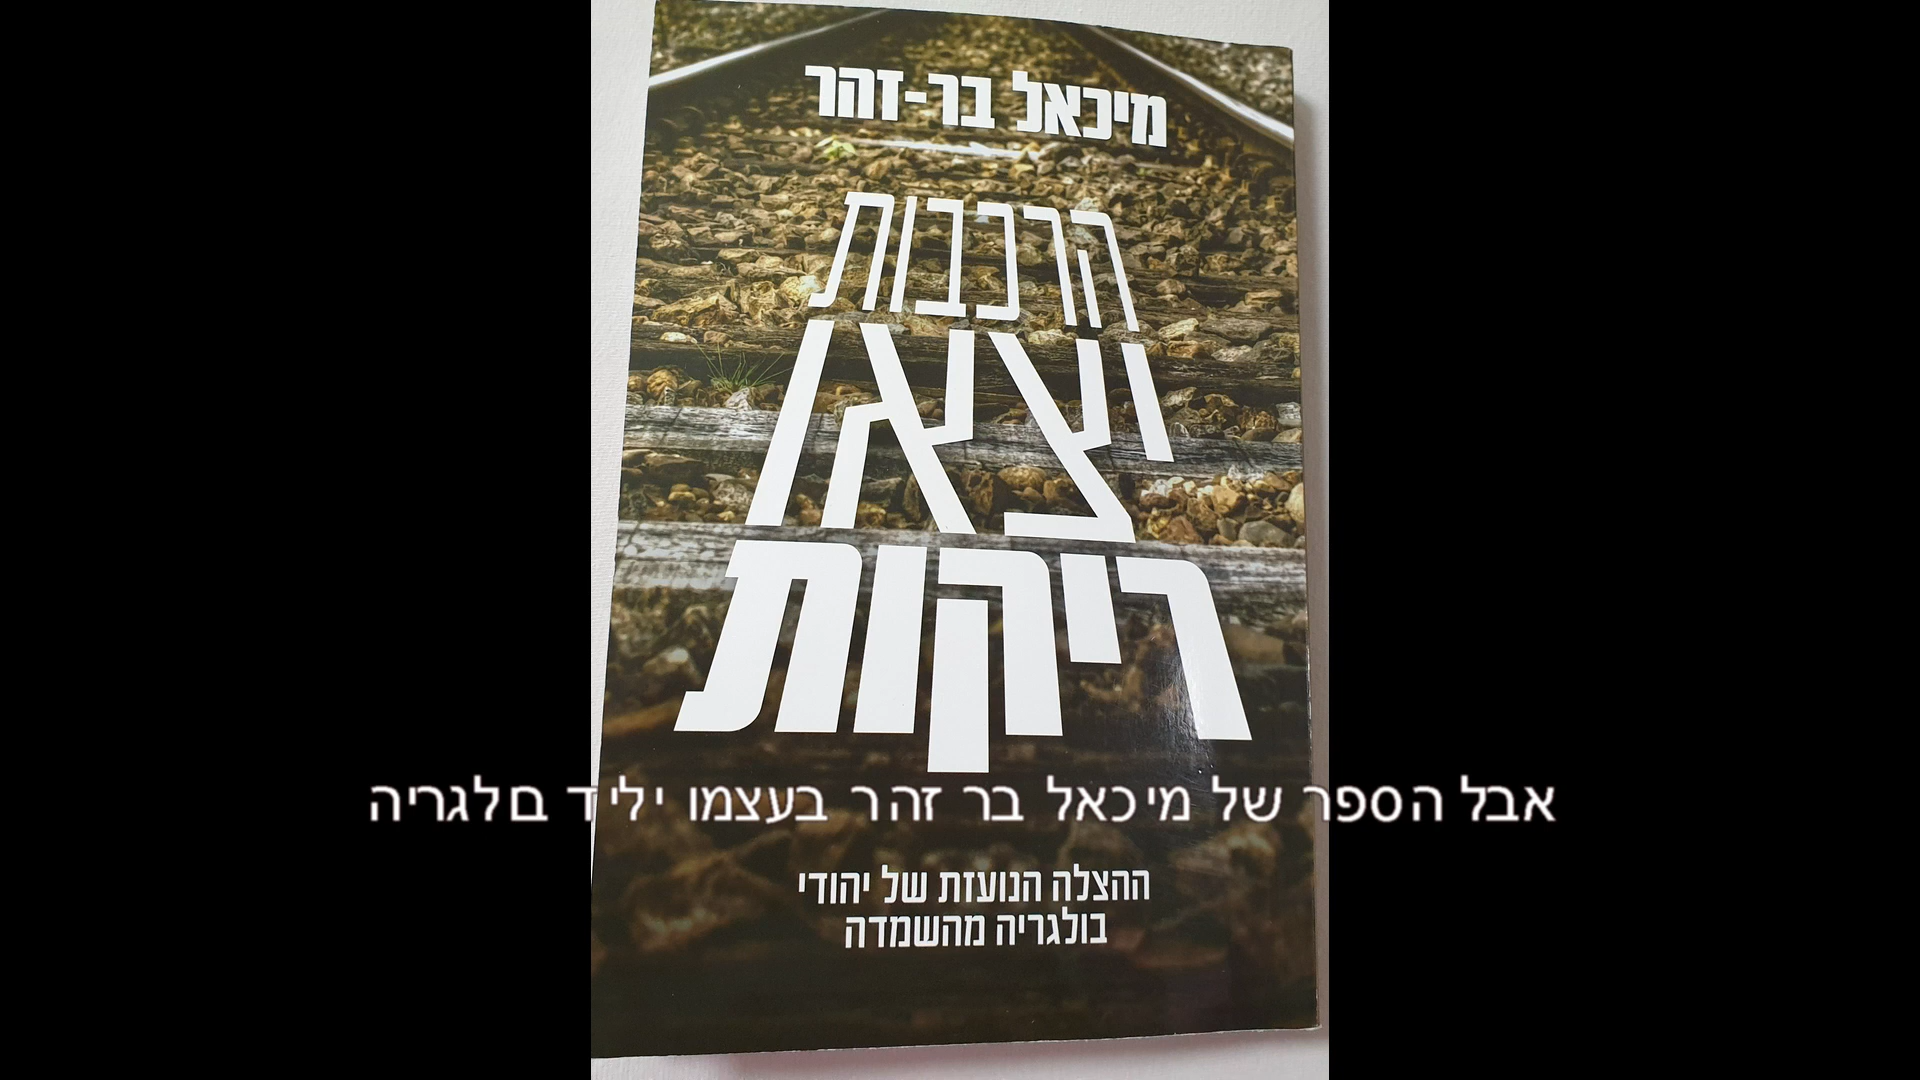 מיכאל בר-זהר
הרכבות
יצאו
ריקות
אבל הספר של מיכאל בר זהר בעצמו יליד םלגריה
ההצלה הנועזת של יהודי
בולגריה מהשמדה